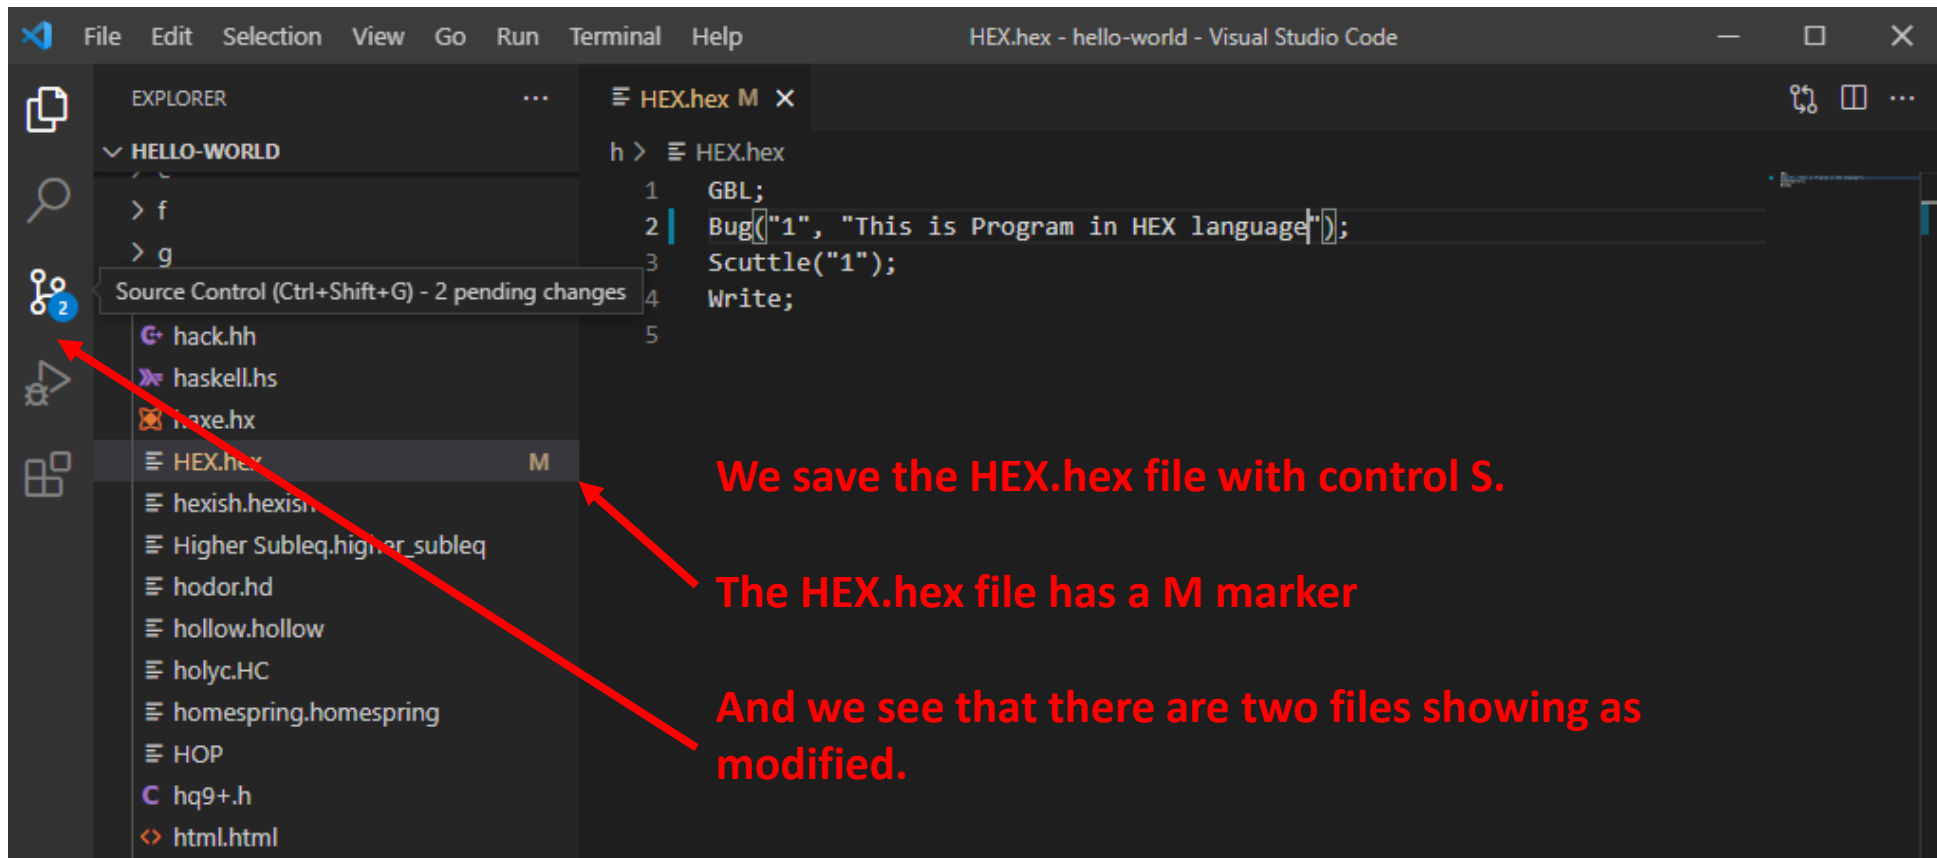 File Edit Selection View Go Run Terminal Help HEX.hex - hello-world - Visual Studio Code
EXPLORER
HEX.hex M
HELLO-WORLD
h > HEX.hex
f
g
Source Control (Ctrl+Shift+G) - 2 pending changes
2
hack.hh
haskell.hs
haxe.hx
HEX.hex M
hexish.hexish
Higher Subleq.higher_subleq
hodor.hd
hollow.hollow
holyc.HC
homespring.homespring
HOP
C hq9+.h
html.html
1 GBL;
2 Bug("1", "This is Program in HEX language");
3 Scuttle("1");
4 Write;
5
We save the HEX.hex file with control S.
The HEX.hex file has a M marker
And we see that there are two files showing as
modified.